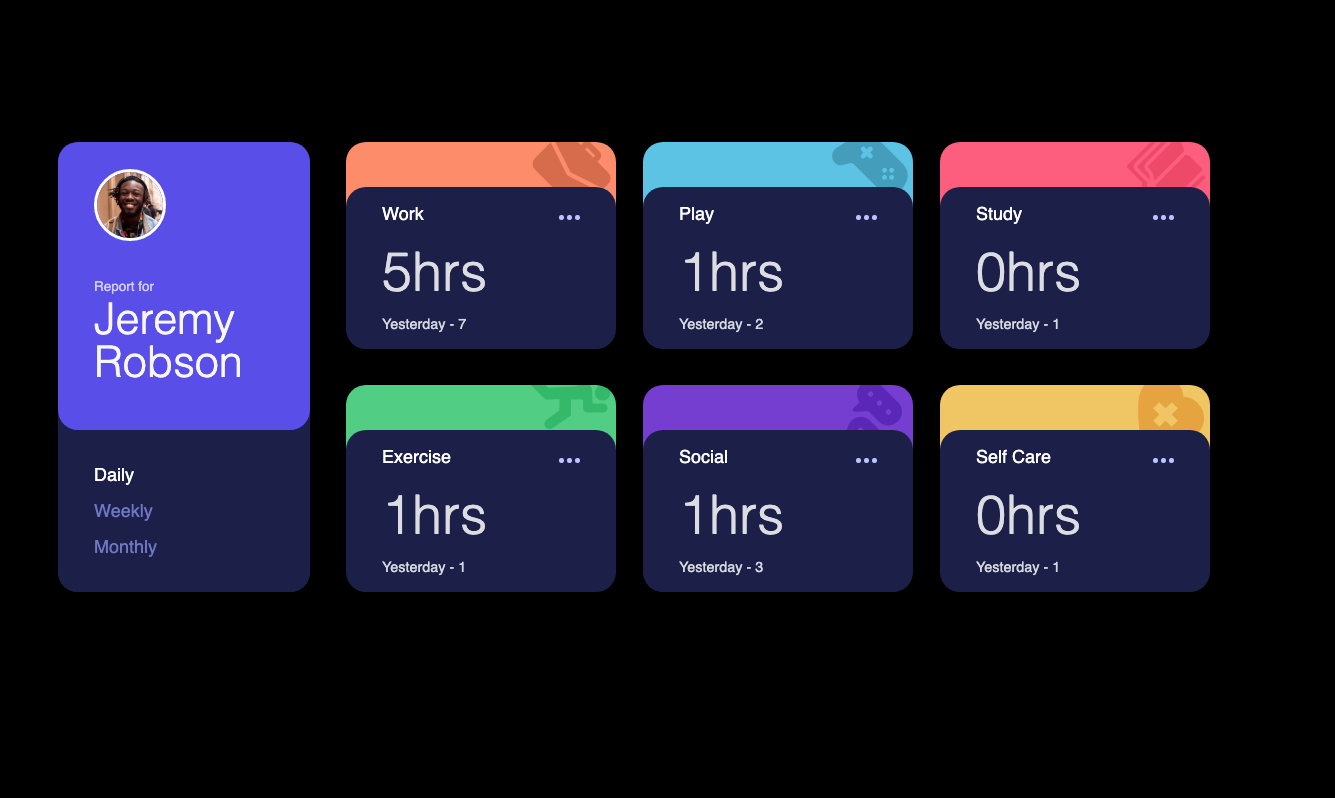 Report for
Jeremy
Robson
Daily
Weekly
Monthly
Work
5hrs
Yesterday - 7
Play
1hrs
Yesterday - 2
Study
0hrs
Yesterday - 1
Exercise
1hrs
Yesterday - 1
Social
1hrs
Yesterday - 3
Self Care
0hrs
Yesterday - 1